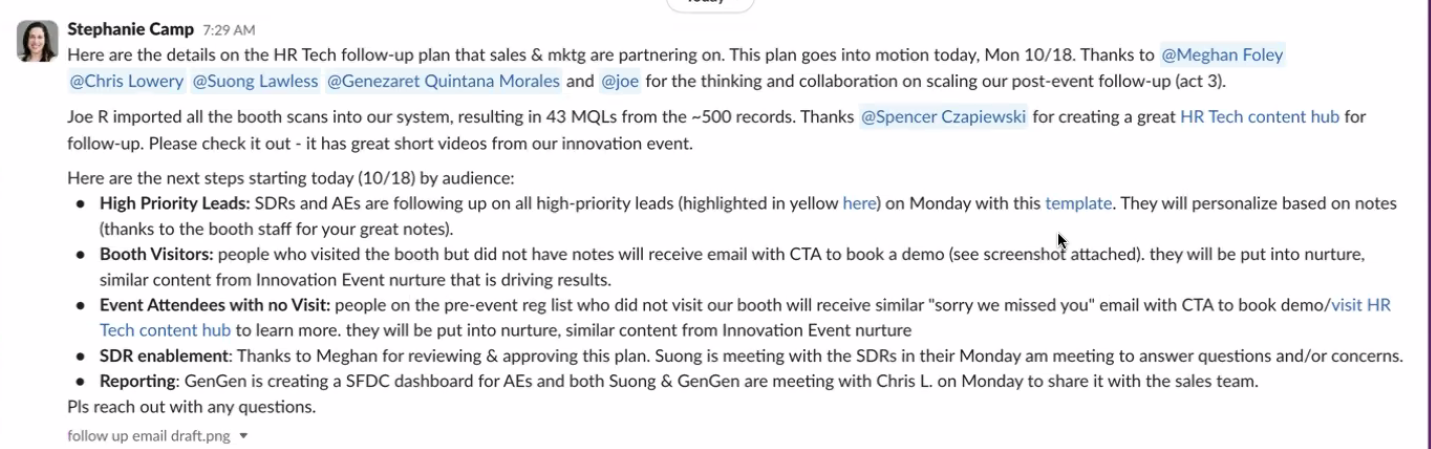 Today
Stephanie Camp 7:29 AM
Here are the details on the HR Tech follow-up plan that sales & mktg are partnering on. This plan goes into motion today, Mon 10/18. Thanks to @Meghan Foley
@Chris Lowery @Suong Lawless @Genezaret Quintana Morales and @joe for the thinking and collaboration on scaling our post-event follow-up (act 3).
Joe R imported all the booth scans into our system, resulting in 43 MQLs from the ~500 records. Thanks @Spencer Czapiewski for creating a great HR Tech content hub for
follow-up. Please check it out - it has great short videos from our innovation event.
Here are the next steps starting today (10/18) by audience:
• High Priority Leads: SDRs and AEs are following up on all high-priority leads (highlighted in yellow here) on Monday with this template. They will personalize based on notes
(thanks to the booth staff for your great notes).
• Booth Visitors: people who visited the booth but did not have notes will receive email with CTA to book a demo (see screenshot attached). they will be put into nurture,
similar content from Innovation Event nurture that is driving results.
• Event Attendees with no Visit: people on the pre-event reg list who did not visit our booth will receive similar "sorry we missed you" email with CTA to book demo/visit HR
Tech content hub to learn more. they will be put into nurture, similar content from Innovation Event nurture
• SDR enablement: Thanks to Meghan for reviewing & approving this plan. Suong is meeting with the SDRs in their Monday am meeting to answer questions and/or concerns.
• Reporting: GenGen is creating a SFDC dashboard for AEs and both Suong & GenGen are meeting with Chris L. on Monday to share it with the sales team.
Pls reach out with any questions.
follow up email draft.png